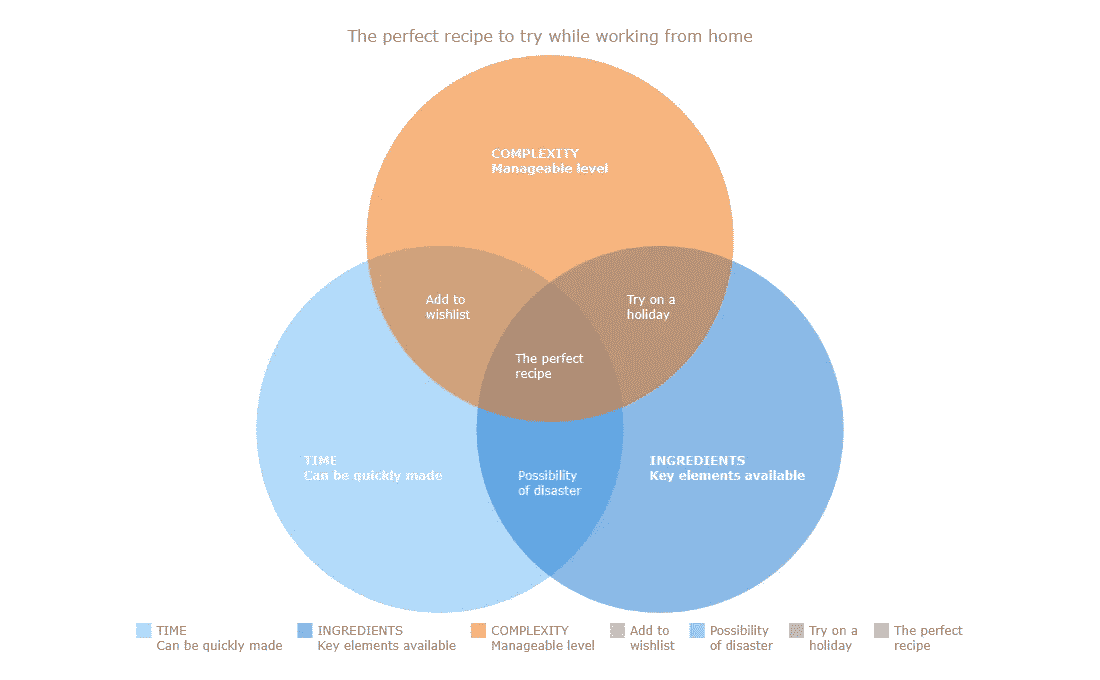 The perfect recipe to try while working from home
COMPLEXITY
Manageable level
Add to
wishlist
Try on a
holiday
The perfect
recipe
TIME
Can be quickly made
INGREDIENTS
Key elements available
Possibility
of disaster
TIME
Can be quickly made
INGREDIENTS
Key elements available
COMPLEXITY
Manageable level
Add to
wishlist
Possibility
of disaster
Try on a
holiday
The perfect
recipe